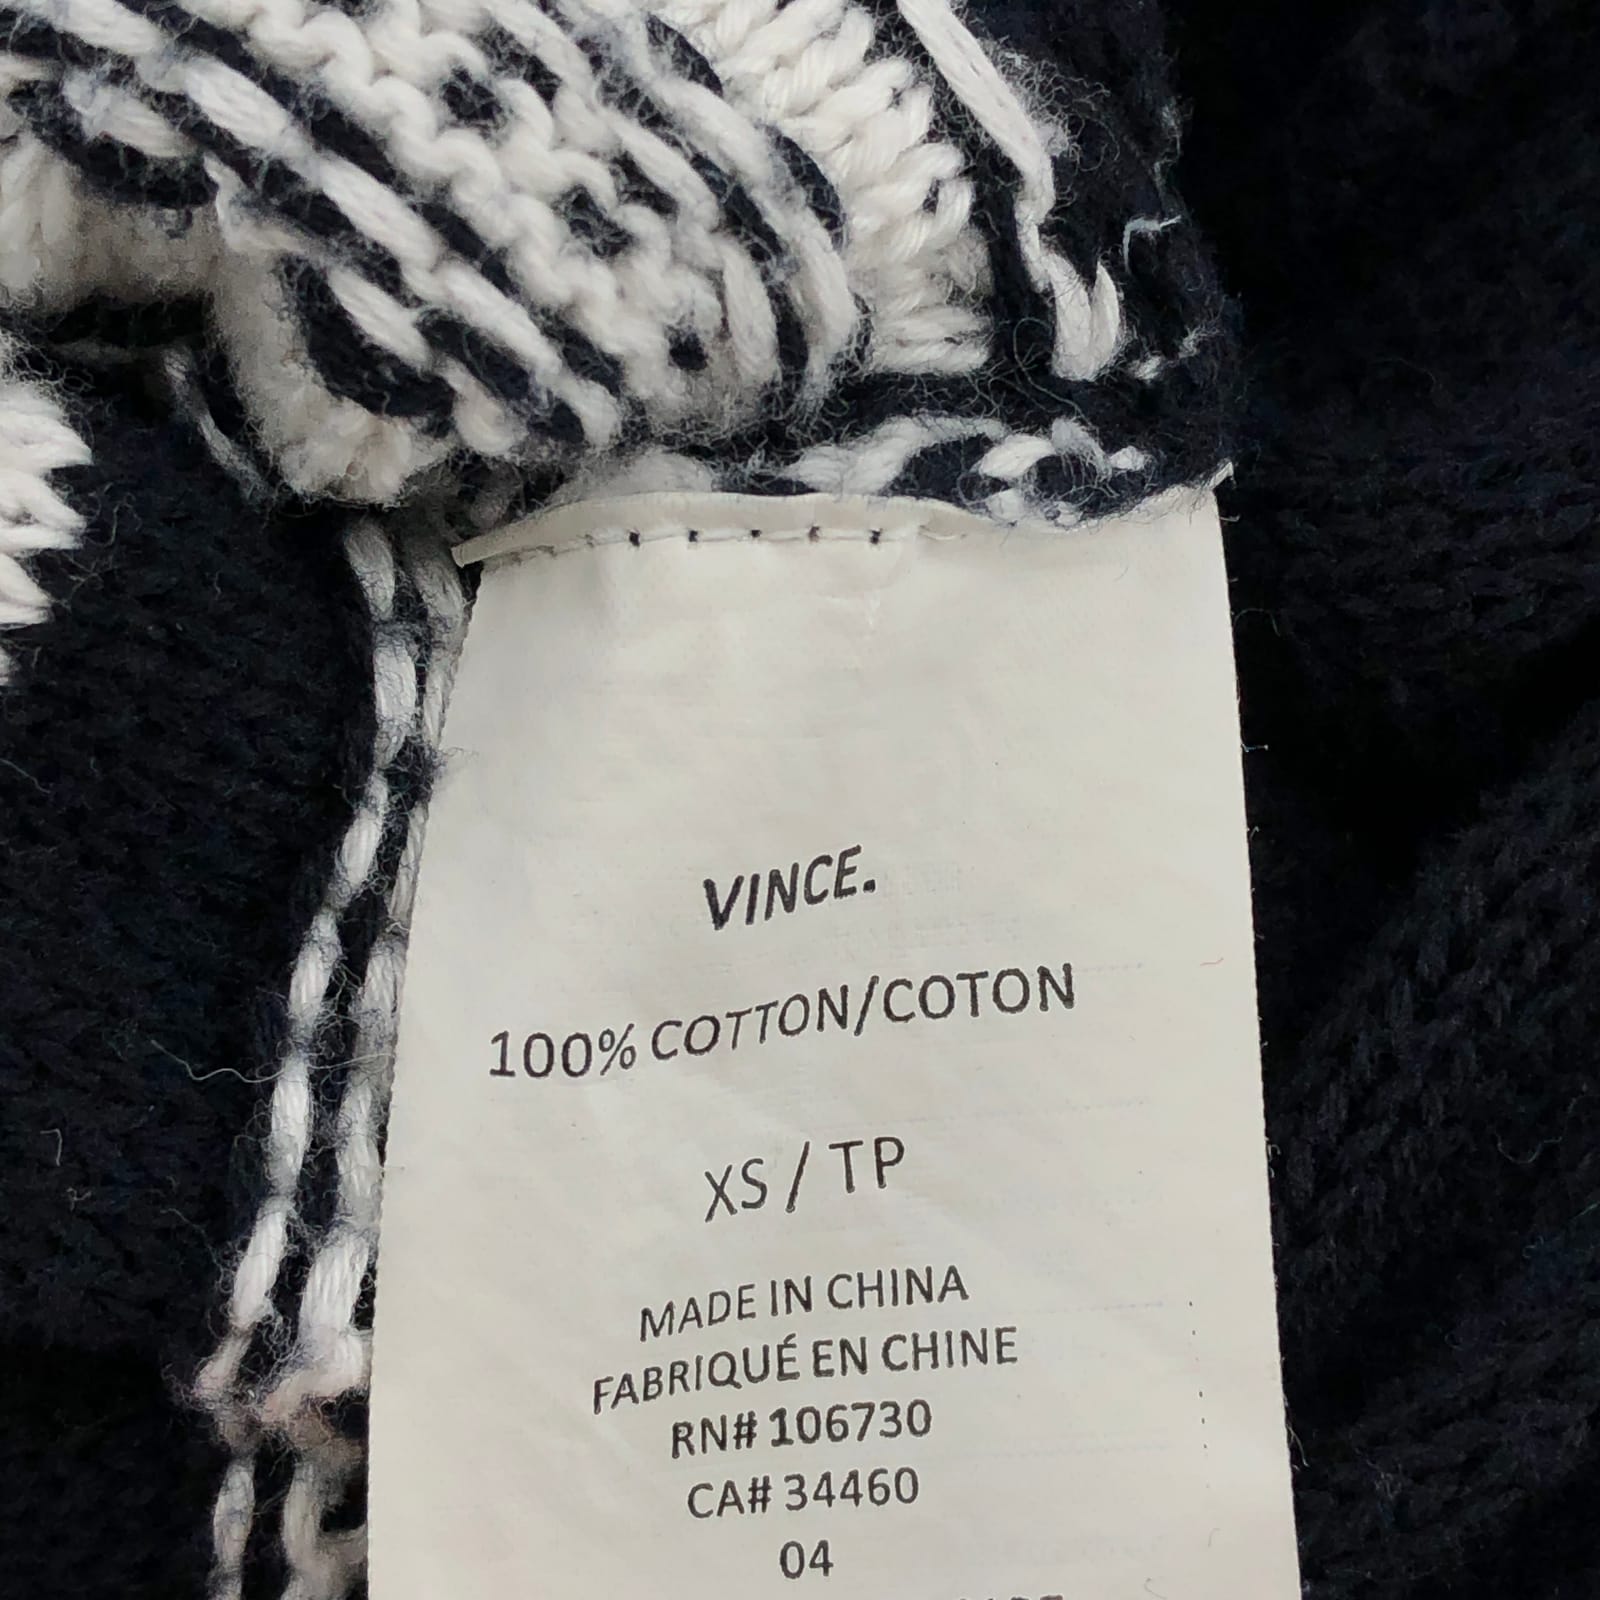 VINCE.
100% COTTON/COTON
XS / TP
MADE IN CHINA
FABRIQUÉ EN CHINE
RN# 106730
CA# 34460
04